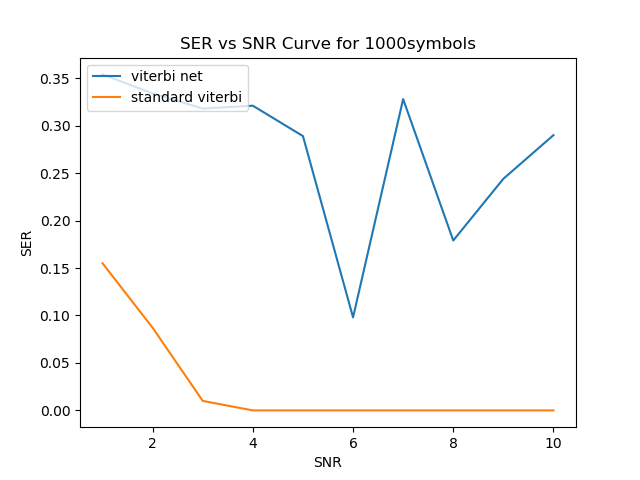 SER vs SNR Curve for 1000symbols
viterbi net
standard viterbi
0.35
0.30
0.25
0.20
0.15
0.10
0.05
0.00
SER
2 4 6 8 10
SNR